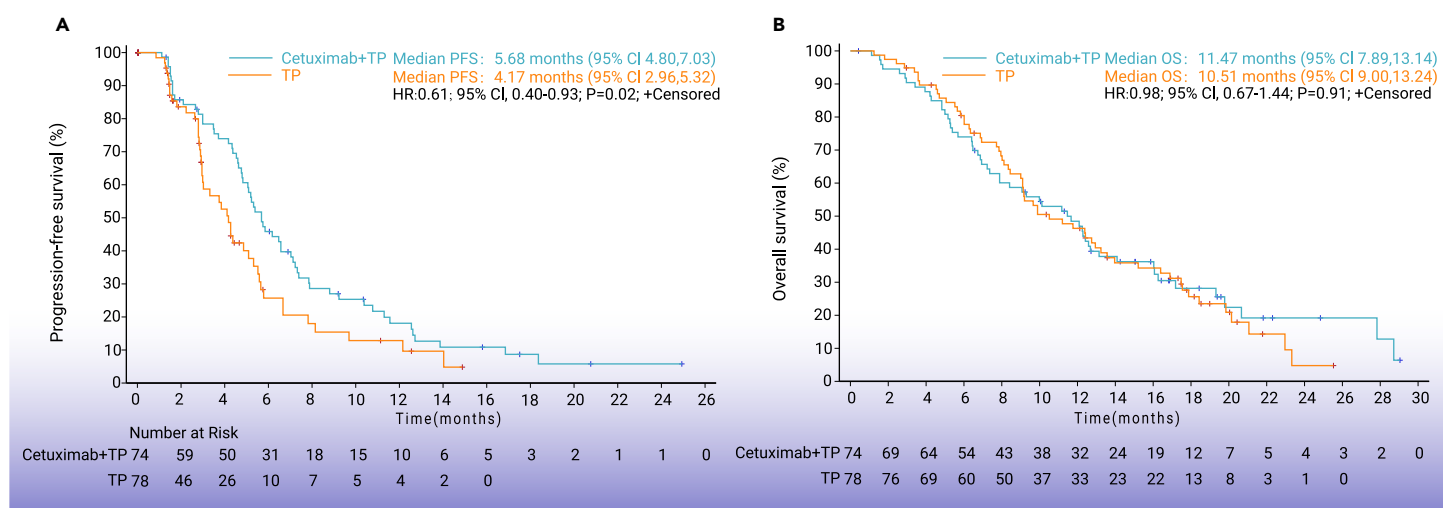 A
Cetuximab+TP Median PFS: 5.68 months (95% CI 4.80,7.03)
TP Median PFS: 4.17 months (95% CI 2.96,5.32)
HR:0.61; 95% CI, 0.40-0.93; P=0.02; +Censored
Progression-free survival (%)
100
90
80
70
60
50
40
30
20
10
0
0 2 4 6 8 10 12 14 16 18 20 22 24 26
Time(months)
Number at Risk
Cetuximab+TP 74 59 50 31 18 15 10 6 5 3 2 1 1 0
TP 78 46 26 10 7 5 4 2 0
B
Cetuximab+TP Median OS: 11.47 months (95% CI 7.89,13.14)
TP Median OS: 10.51 months (95% CI 9.00,13.24)
HR:0.98; 95% CI, 0.67-1.44; P=0.91; +Censored
Overall survival (%)
100
90
80
70
60
50
40
30
20
10
0
0 2 4 6 8 10 12 14 16 18 20 22 24 26 28 30
Time(months)
Cetuximab+TP 74 69 64 54 43 38 32 24 19 12 7 5 4 3 2 0
TP 78 76 69 60 50 37 33 23 22 13 8 3 1 0